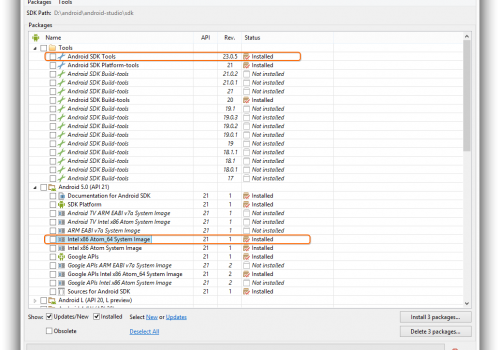 Packages Tools
SDK Path: D:\android\android-studio\sdk
Packages
Name API Rev. Status
Tools
Android SDK Tools 23.0.5 Installed
Android SDK Platform-tools 21 Installed
Android SDK Build-tools 21.0.2 Not installed
Android SDK Build-tools 21.0.1 Not installed
Android SDK Build-tools 21 Not installed
Android SDK Build-tools 20 Installed
Android SDK Build-tools 19.1 Not installed
Android SDK Build-tools 19.0.3 Not installed
Android SDK Build-tools 19.0.2 Not installed
Android SDK Build-tools 19.0.1 Not installed
Android SDK Build-tools 19 Not installed
Android SDK Build-tools 18.1.1 Not installed
Android SDK Build-tools 18.1 Not installed
Android SDK Build-tools 18.0.1 Not installed
Android SDK Build-tools 17 Not installed
Android 5.0 (API 21)
Documentation for Android SDK 21 1 Installed
SDK Platform 21 1 Installed
Android TV ARM EABI v7a System Image 21 1 Not installed
Android TV Intel x86 Atom System Image 21 1 Not installed
ARM EABI v7a System Image 21 1 Not installed
Intel x86 Atom_64 System Image 21 1 Installed
Intel x86 Atom System Image 21 1 Installed
Google APIs 21 1 Installed
Google APIs ARM EABI v7a System Image 21 2 Not installed
Google APIs Intel x86 Atom_64 System Image 21 2 Installed
Google APIs Intel x86 Atom System Image 21 2 Not installed
Sources for Android SDK 21 1 Installed
Android L (API 20, L preview)
Show: Updates/New Installed Select New or Updates Install 3 packages...
Obsolete Deselect All Delete 3 packages...